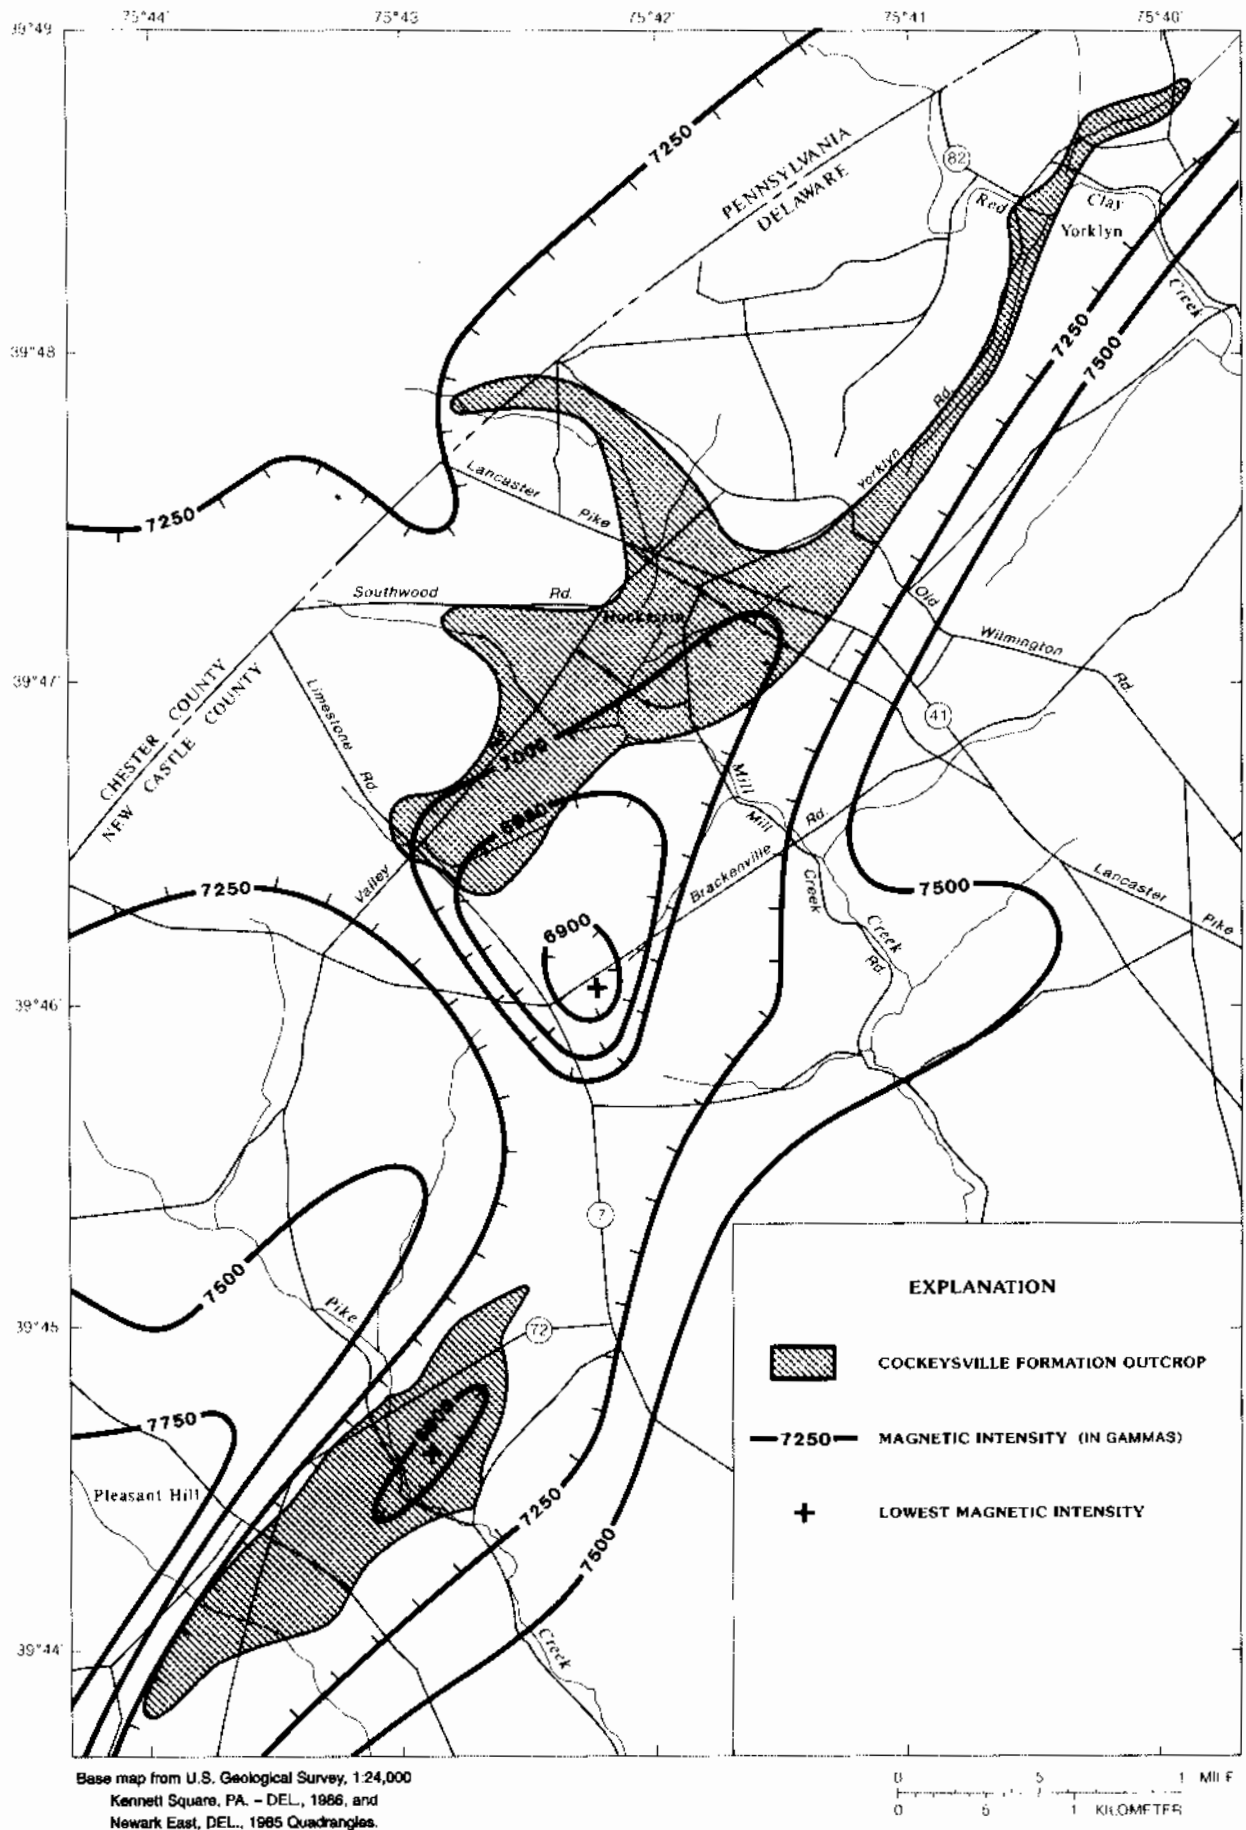 75°44'
75°43
75°42'
75°41
75°40'
39°49
7250
PENNSYLVANIA
DELAWARE
82
Red
Clay
Yorklyn
Creek
7250
7500
39°48
Yorklyn
Rd.
Lancaster
Pike
7250
Southwood
Rd.
Old
Wilmington
Rd.
39°47
CHESTER COUNTY
NEW CASTLE COUNTY
Limestone
Rd.
41
7000
Mill
Mill
Creek
Creek
Rd.
Brackenville
Rd.
Valley
7250
7500
Lancaster
Pike
6900
39°46
7
7500
Pike
72
39°45
7750
Pleasant Hill
7250
7500
39°44'
Creek
EXPLANATION
COCKEYSVILLE FORMATION OUTCROP
7250
MAGNETIC INTENSITY (IN GAMMAS)
LOWEST MAGNETIC INTENSITY
Base map from U.S. Geological Survey, 1:24,000
Kennett Square, PA. - DEL., 1986, and
Newark East, DEL., 1985 Quadrangles.
0 5 1 MILE
0 5 1 KILOMETER